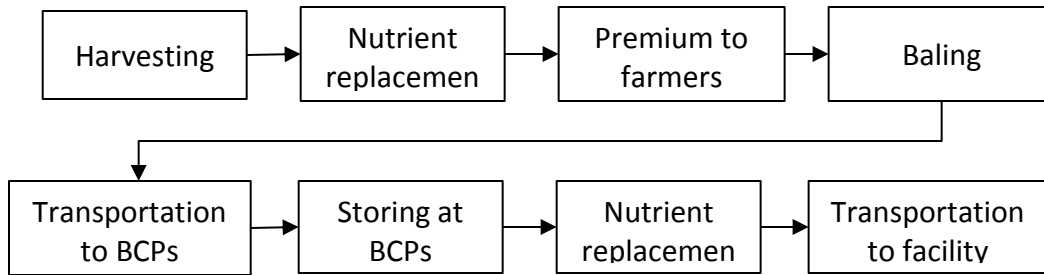 Harvesting
Nutrient
replacemen
Premium to
farmers
Baling
Transportation
to BCPs
Storing at
BCPs
Nutrient
replacemen
Transportation
to facility